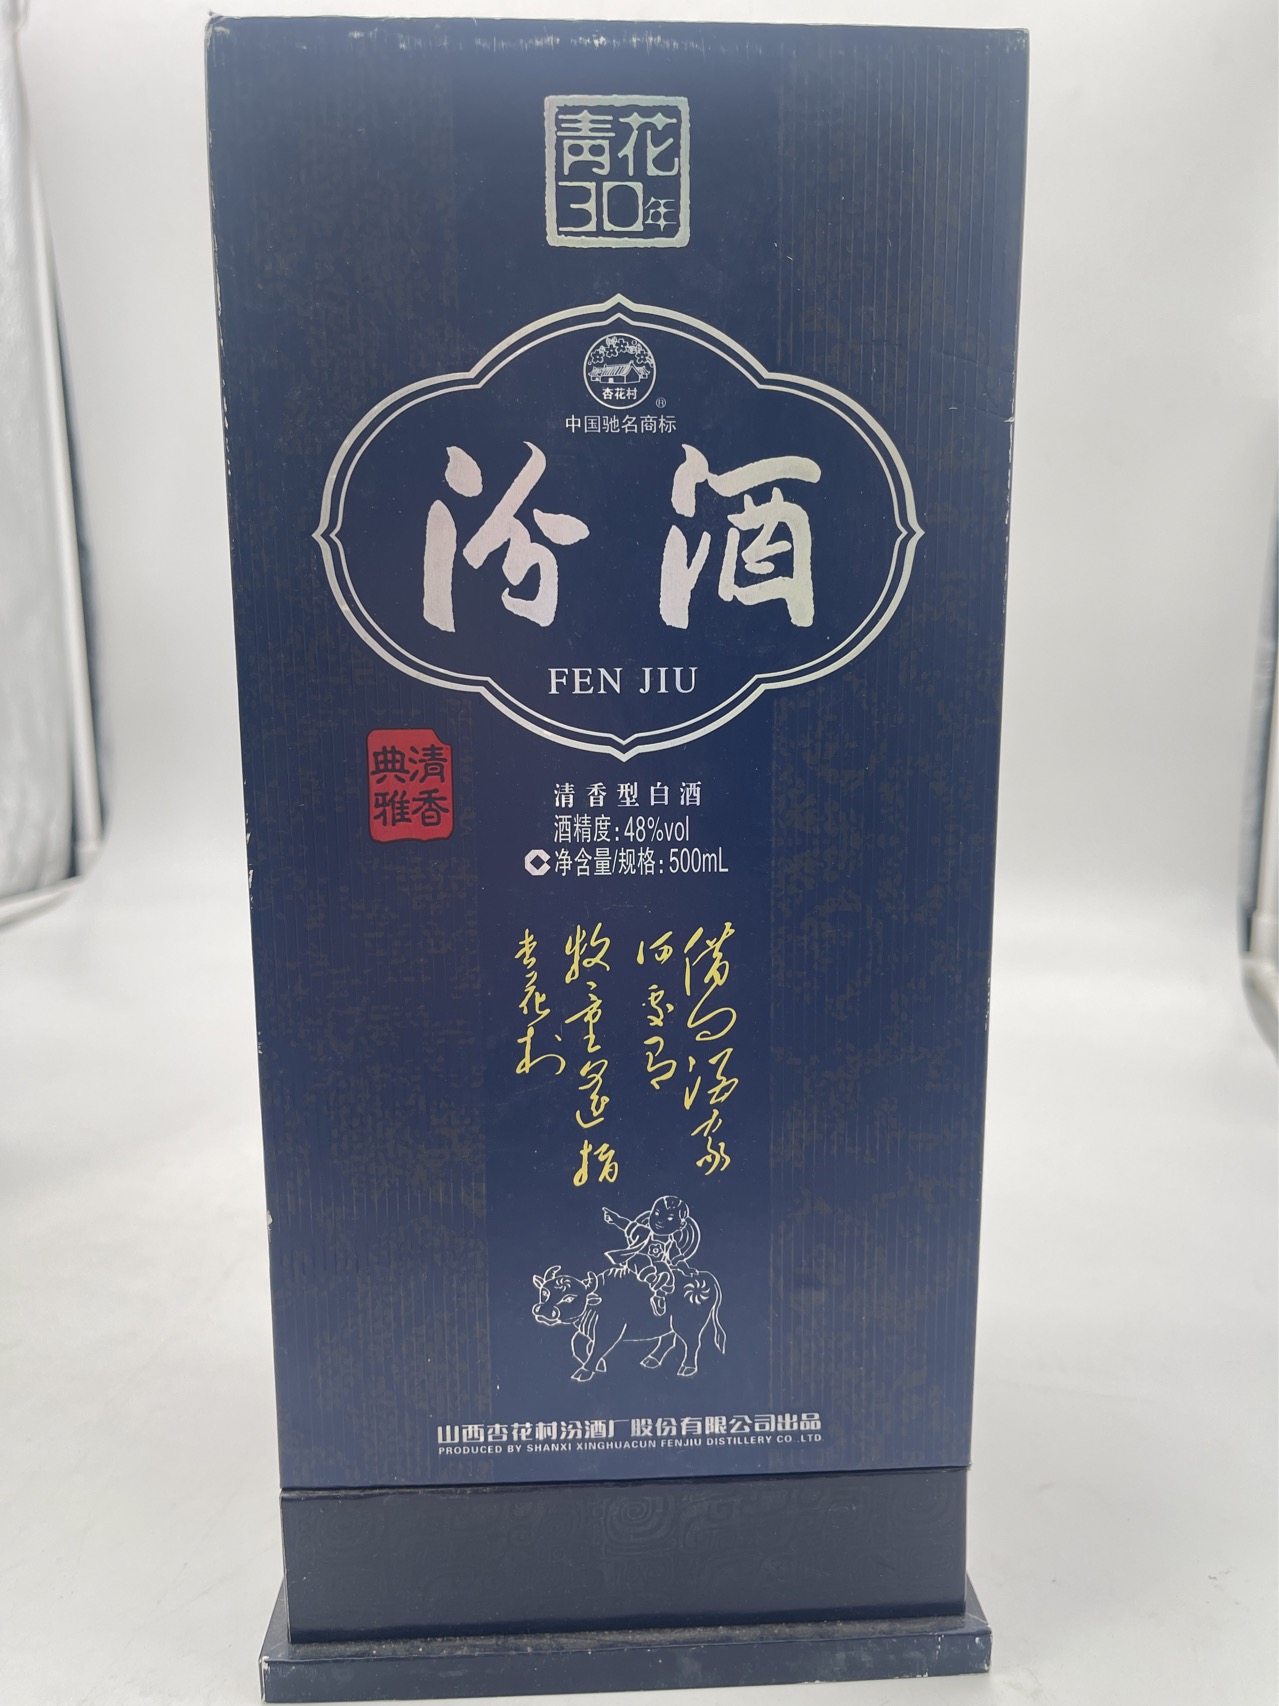 青花
30年
杏花村
®
中国驰名商标
汾酒
FEN JIU
清香
典雅
清香型白酒
酒精度:48%vol
净含量/规格:500mL
借问酒家
何处有
牧童遥指
杏花村
山西杏花村汾酒厂股份有限公司出品
PRODUCED BY SHANXI XINGHUACUN FENJIU DISTILLERY CO.,LTD.